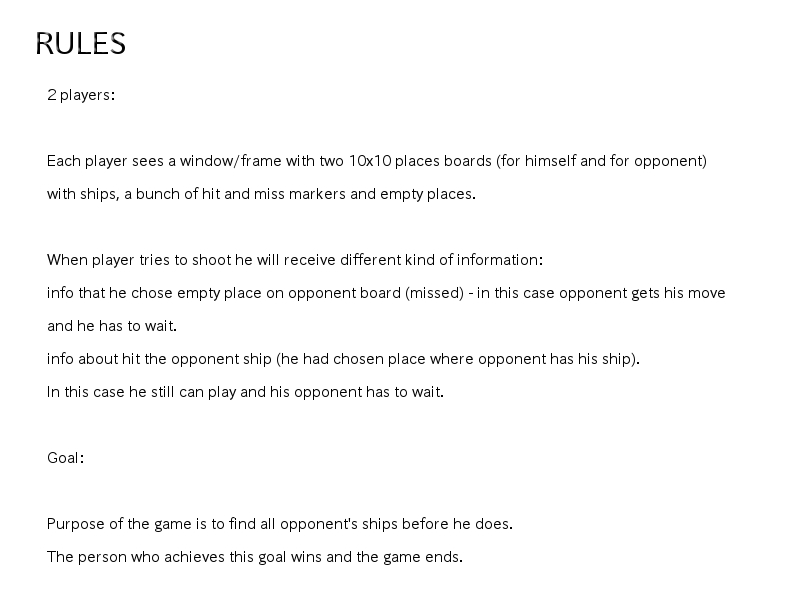 RULES
2 players:
Each player sees a window/frame with two 10x10 places boards (for himself and for opponent)
with ships, a bunch of hit and miss markers and empty places.
When player tries to shoot he will receive different kind of information:
info that he chose empty place on opponent board (missed) - in this case opponent gets his move
and he has to wait.
info about hit the opponent ship (he had chosen place where opponent has his ship).
In this case he still can play and his opponent has to wait.
Goal:
Purpose of the game is to find all opponent's ships before he does.
The person who achieves this goal wins and the game ends.